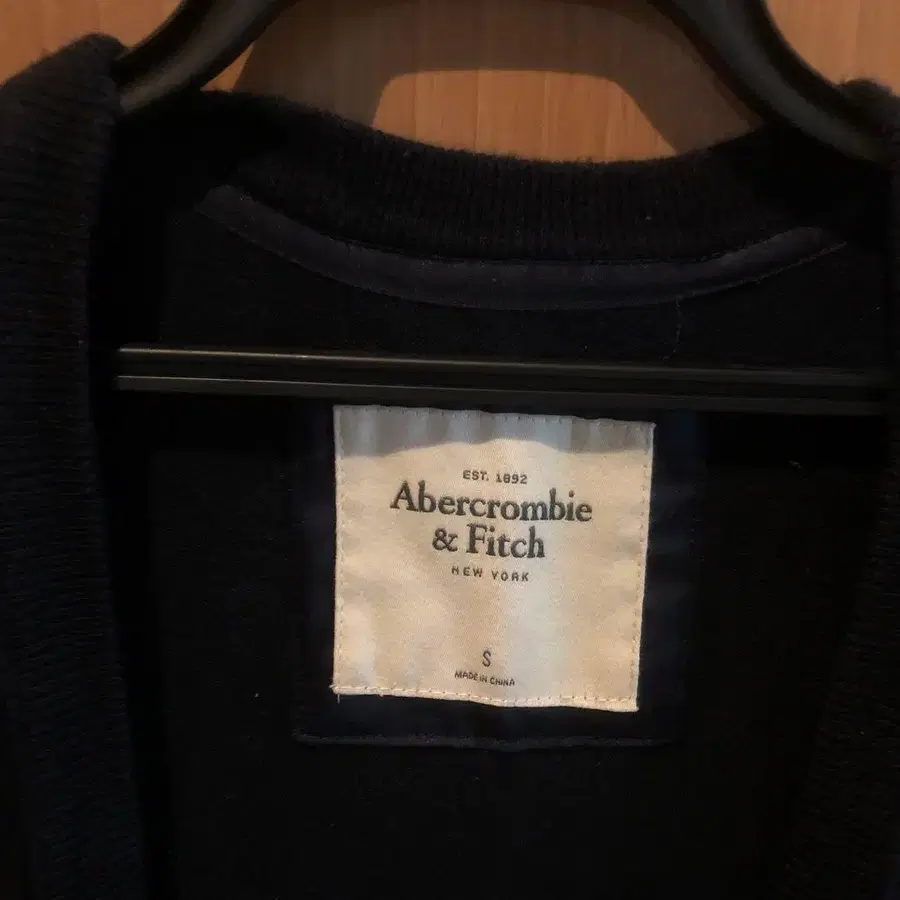 EST. 1892
Abercrombie
& Fitch
NEW YORK
S
MADE IN CHINA